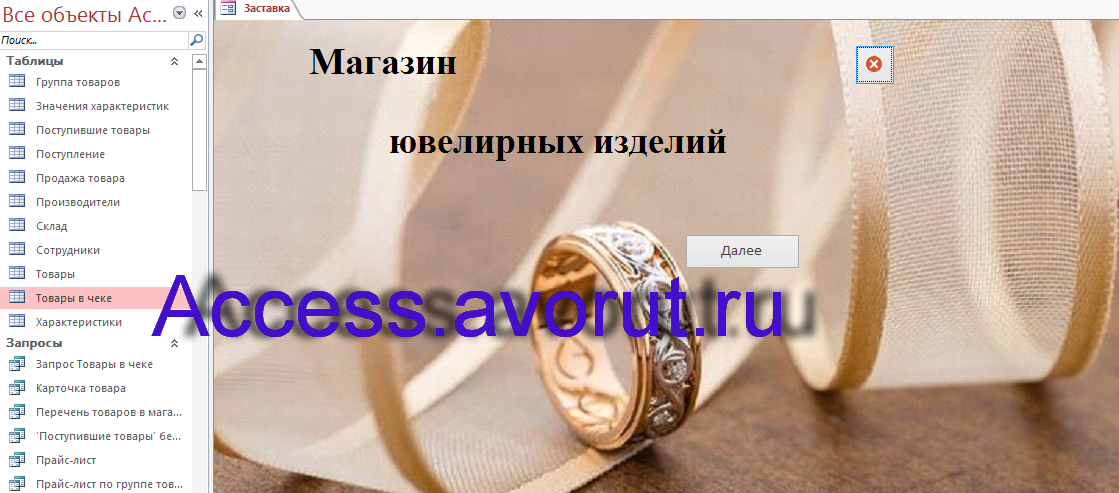 Все объекты Ac...
Поиск...
Таблицы
Группа товаров
Значения характеристик
Поступившие товары
Поступление
Продажа товара
Производители
Склад
Сотрудники
Товары
Товары в чеке
Характеристики
Запросы
Запрос Товары в чеке
Карточка товара
Перечень товаров в мага...
'Поступившие товары' бе...
Прайс-лист
Прайс-лист по группе тов...
Заставка
Магазин
ювелирных изделий
Далее
Access.avorut.ru